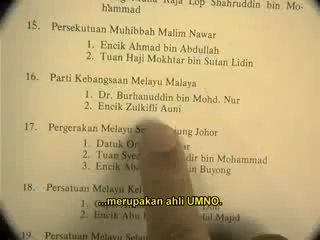 Raja Lop Shahruddin bin Mo-
hammad
15. Persekutuan Muhibbah Malim Nawar
1. Encik Ahmad bin Abdullah
2. Tuan Haji Mokhtar bin Sutan Lidin
16. Parti Kebangsaan Melayu Malaya
1. Dr. Burhanuddin bin Mohd. Nur
2. Encik Zulkifli Auni
17. Pergerakan Melayu Johor
1. Datuk
2. Tuan bin Mohammad
3. Encik bin Buyong
18. Persatuan Melayu
1. Encik
...merupakan ahli UMNO.
2. Encik Abu Majid
19. Persatuan Melayu